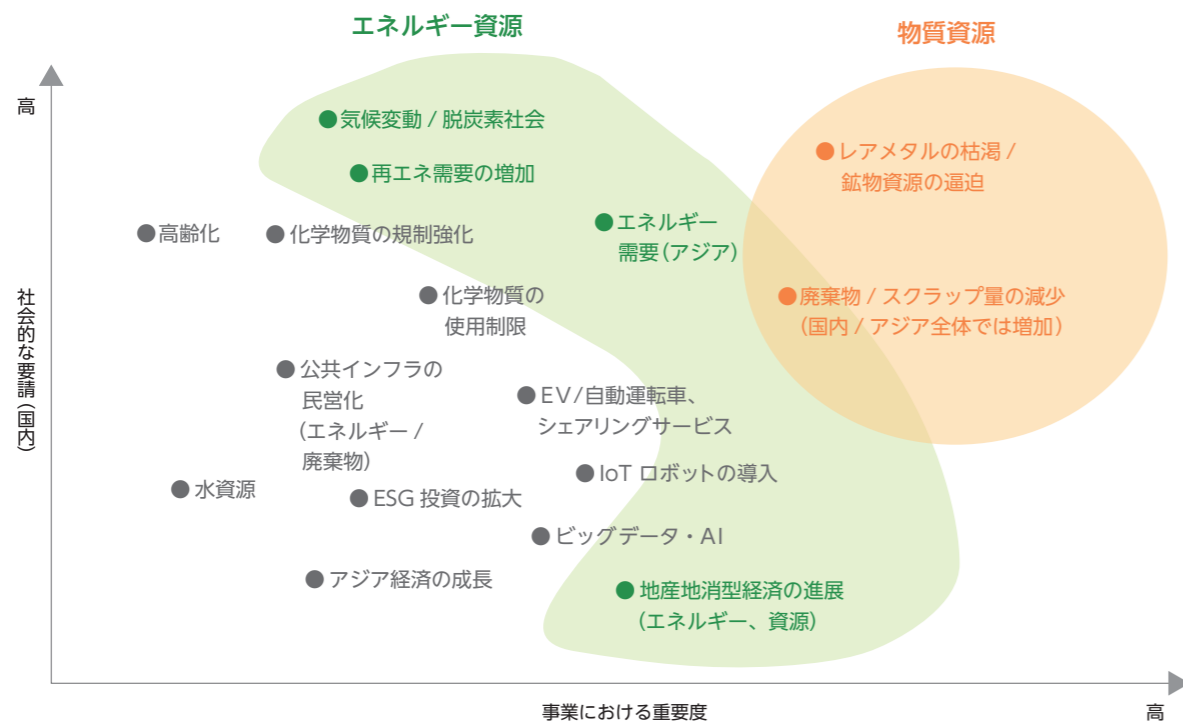 エネルギー資源
物質資源
高
気候変動 / 脱炭素社会
レアメタルの枯渇 /
鉱物資源の逼迫
再エネ需要の増加
エネルギー
需要(アジア)
高齢化
化学物質の規制強化
化学物質の
使用制限
廃棄物 / スクラップ量の減少
(国内 / アジア全体では増加)
社会的な要請(国内)
公共インフラの
民営化
(エネルギー /
廃棄物)
EV/自動運転車、
シェアリングサービス
IoT ロボットの導入
水資源
ESG 投資の拡大
ビッグデータ・AI
アジア経済の成長
地産地消型経済の進展
(エネルギー、資源)
事業における重要度
高